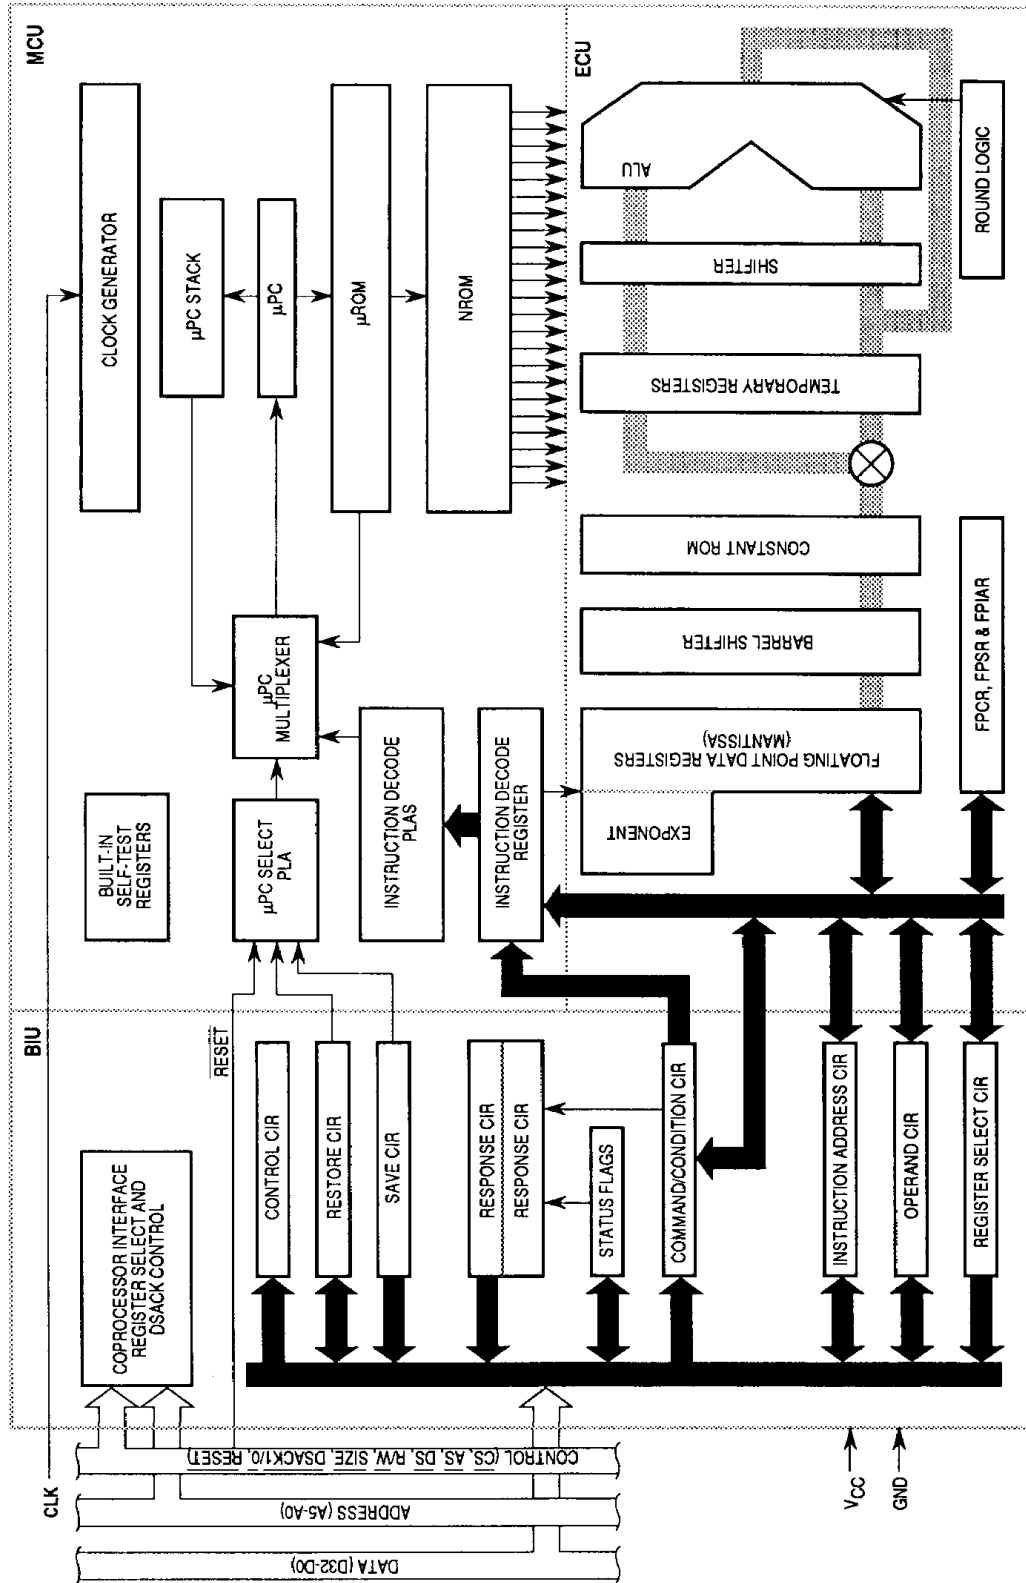 BIU
MCU
ECU
COPROCESSOR INTERFACE
REGISTER SELECT AND
DSACK CONTROL
BUILT-IN
SELF-TEST
REGISTERS
CLOCK GENERATOR
CLK
RESET
CONTROL CIR
RESTORE CIR
SAVE CIR
RESPONSE CIR
RESPONSE CIR
STATUS FLAGS
COMMAND/CONDITION CIR
INSTRUCTION ADDRESS CIR
OPERAND CIR
REGISTER SELECT CIR
µPC SELECT
PLA
µPC
MULTIPLEXER
µPC STACK
µPC
µROM
NROM
INSTRUCTION DECODE
PLAS
INSTRUCTION DECODE
REGISTER
EXPONENT
FLOATING POINT DATA REGISTERS
(MANTISSA)
BARREL SHIFTER
CONSTANT ROM
TEMPORARY REGISTERS
SHIFTER
ALU
FPCR, FPSR & FPIAR
ROUND LOGIC
CONTROL (CS, AS, DS, R/W, SIZE, DSACK1/0, RESET)
ADDRESS (A5-A0)
DATA (D32-D0)
VCC
GND